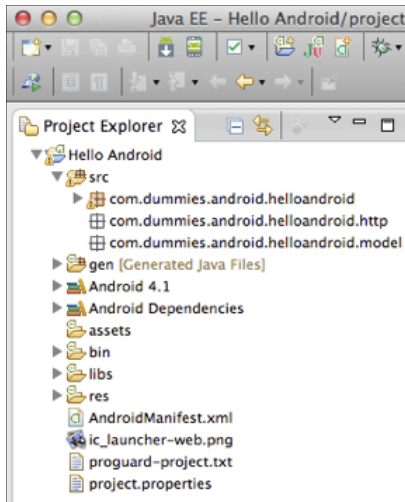 Java EE – Hello Android/project
Project Explorer
Hello Android
src
com.dummies.android.helloandroid
com.dummies.android.helloandroid.http
com.dummies.android.helloandroid.model
gen [Generated Java Files]
Android 4.1
Android Dependencies
assets
bin
libs
res
AndroidManifest.xml
ic_launcher-web.png
proguard-project.txt
project.properties